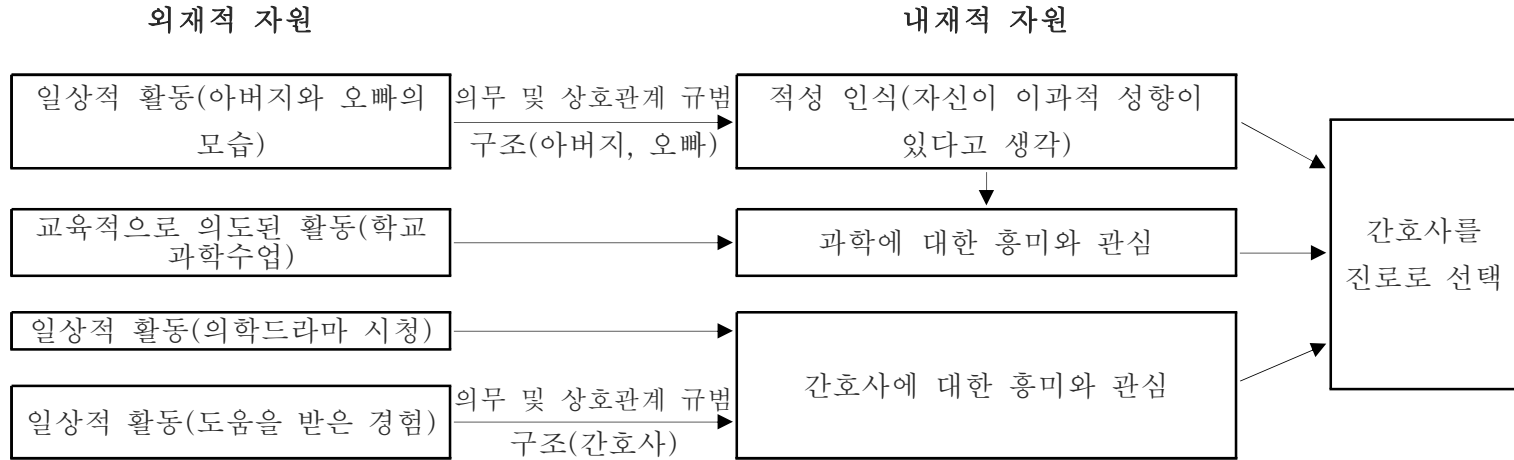 외재적 자원
내재적 자원
일상적 활동(아버지와 오빠의
모습)
의무 및 상호관계 규범
구조(아버지, 오빠)
적성 인식(자신이 이과적 성향이
있다고 생각)
교육적으로 의도된 활동(학교
과학수업)
과학에 대한 흥미와 관심
간호사를
진로로 선택
일상적 활동(의학드라마 시청)
일상적 활동(도움을 받은 경험)
의무 및 상호관계 규범
구조(간호사)
간호사에 대한 흥미와 관심